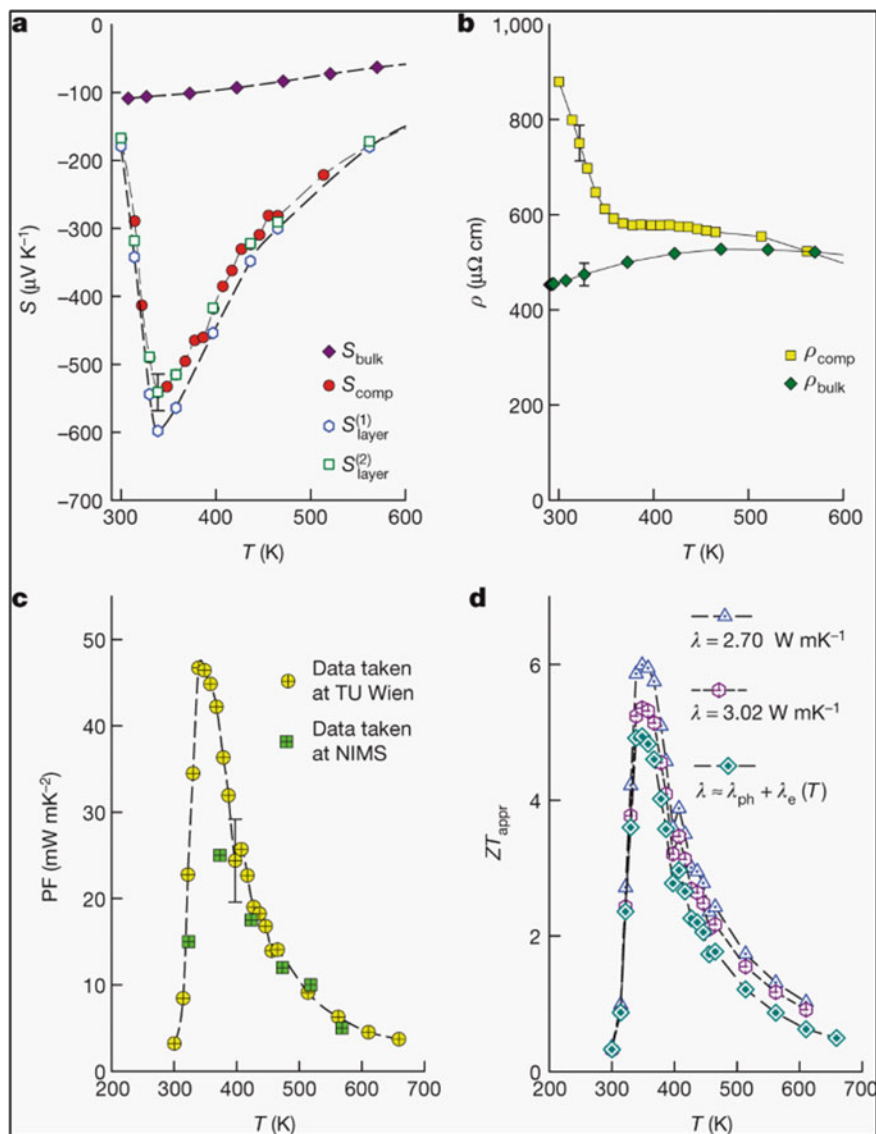 a
0
−100
−200
−300
−400
−500
−600
−700
S (μV K⁻¹)
300
400
500
600
T (K)
S_bulk
S_comp
S_layer^(1)
S_layer^(2)
b
1,000
800
600
400
200
0
ρ (μΩ cm)
300
400
500
600
T (K)
ρ_comp
ρ_bulk
c
50
40
30
20
10
0
PF (mW mK⁻²)
200
300
400
500
600
700
T (K)
Data taken
at TU Wien
Data taken
at NIMS
d
6
4
2
0
ZT_appr
200
300
400
500
600
700
T (K)
λ = 2.70 W mK⁻¹
λ = 3.02 W mK⁻¹
λ ≈ λ_ph + λ_e (T)